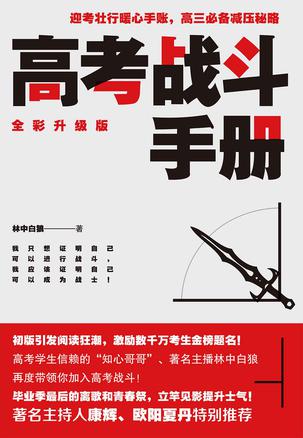 迎考壮行暖心手账，高三必备减压秘略
高考战斗
全彩升级版
手册
林中白狼————著
我只想证明自己
可以进行战斗，
我应该证明自己
可以成为战士！
初版引发阅读狂潮，激励数千万考生金榜题名！
高考学生信赖的“知心哥哥”、著名主播林中白狼
再度带领你加入高考战斗！
毕业季最后的离歌和青春祭，立竿见影提升士气！
著名主持人康辉、欧阳夏丹特别推荐